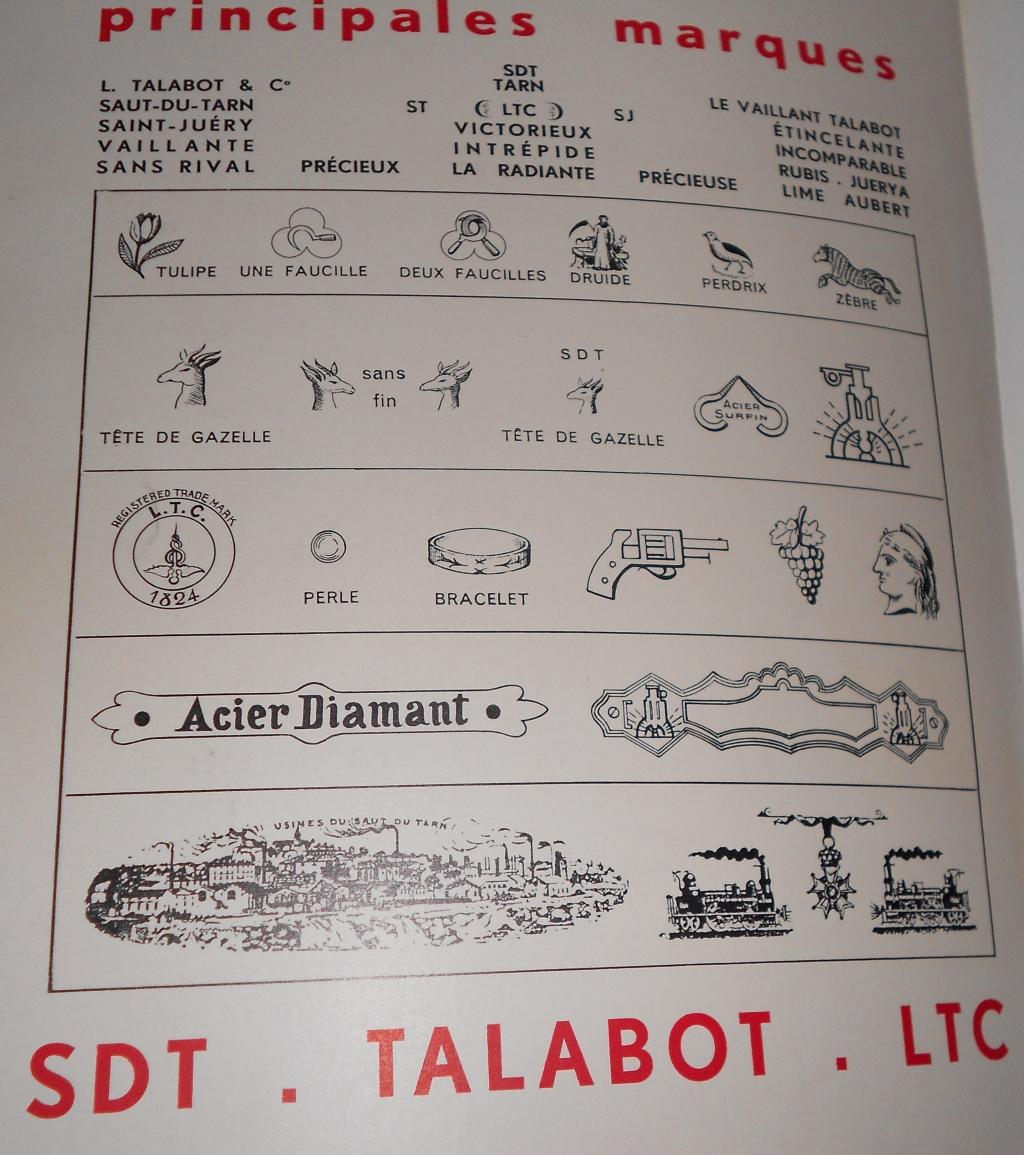 principales marques
L. TALABOT & Cº
SAUT-DU-TARN
SAINT-JUÉRY
VAILLANTE
SANS RIVAL
PRÉCIEUX
ST
SDT
TARN
LTC
VICTORIEUX
INTRÉPIDE
LA RADIANTE
SJ
PRÉCIEUSE
LE VAILLANT TALABOT
ÉTINCELANTE
INCOMPARABLE
RUBIS . JUERYA
LIME AUBERT
TULIPE
UNE FAUCILLE
DEUX FAUCILLES
DRUIDE
PERDRIX
ZÈBRE
TÊTE DE GAZELLE
sans
fin
SDT
TÊTE DE GAZELLE
ACIER
SURFIN
REGISTERED TRADE MARK
L.T.C.
1824
PERLE
BRACELET
Acier Diamant
USINES DU SAUT DU TARN
SDT . TALABOT . LTC